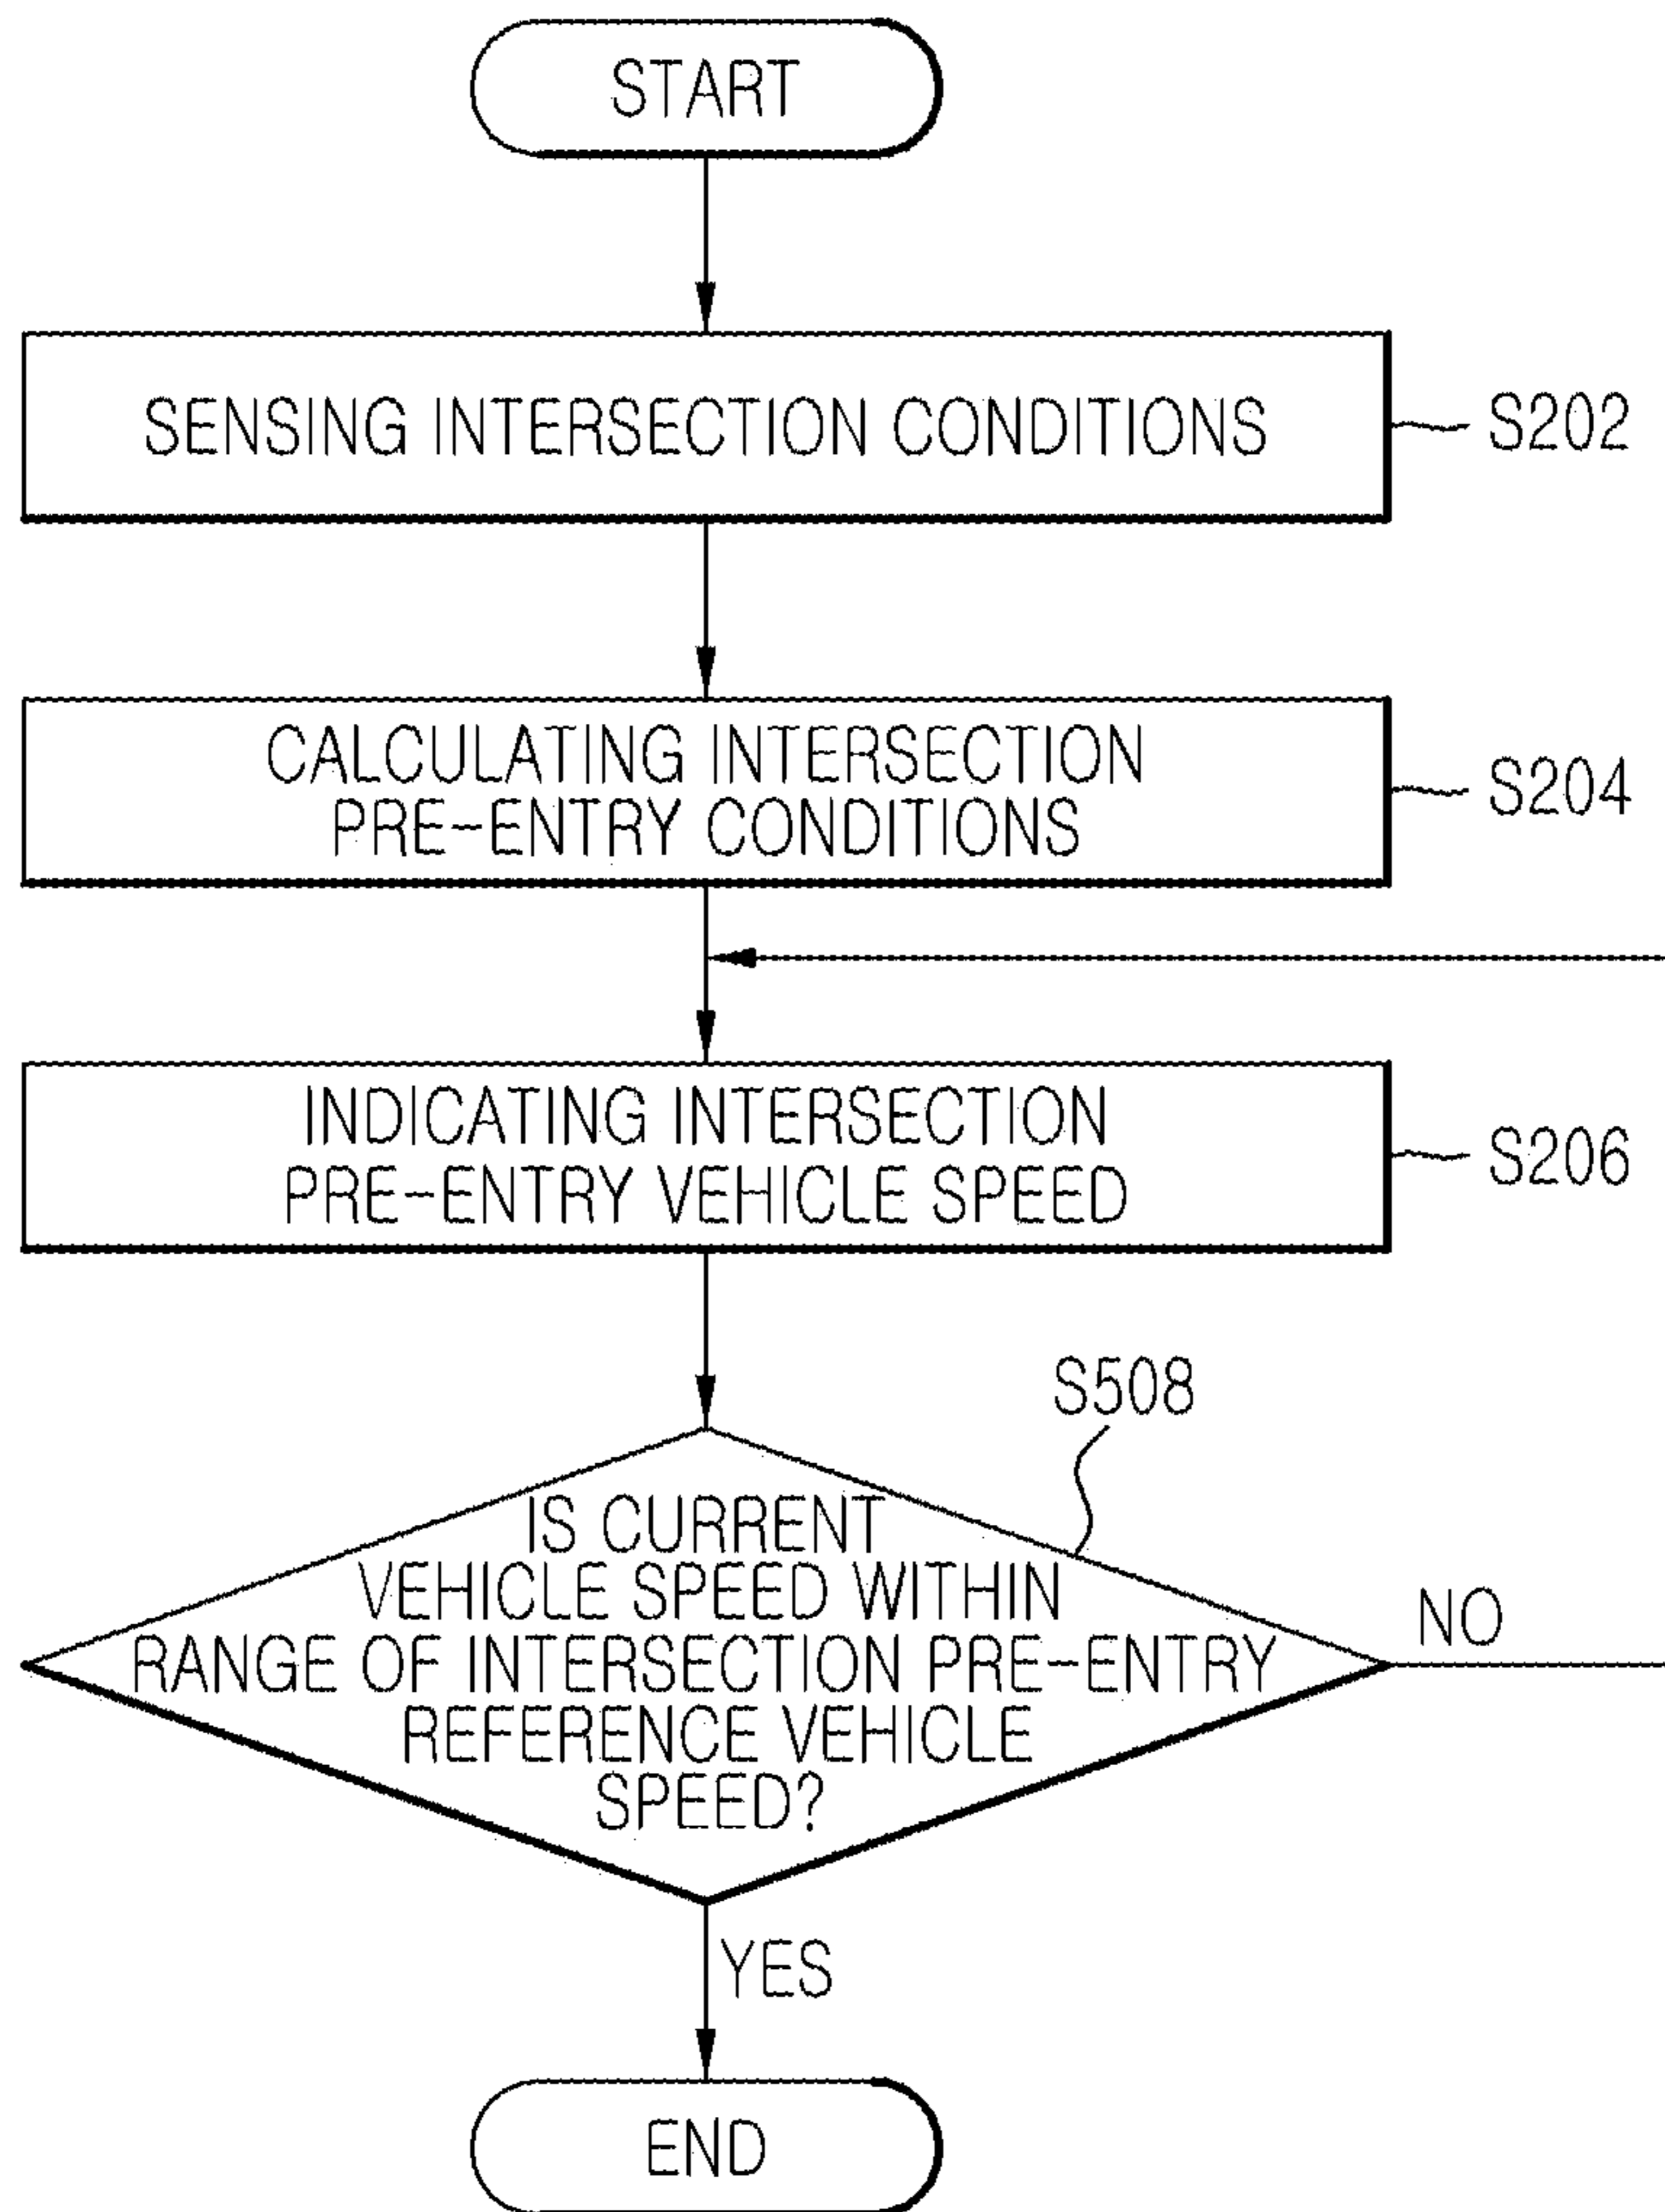 START
SENSING INTERSECTION CONDITIONS
S202
CALCULATING INTERSECTION
PRE-ENTRY CONDITIONS
S204
INDICATING INTERSECTION
PRE-ENTRY VEHICLE SPEED
S206
S508
IS CURRENT
VEHICLE SPEED WITHIN
RANGE OF INTERSECTION PRE-ENTRY
REFERENCE VEHICLE
SPEED?
NO
YES
END